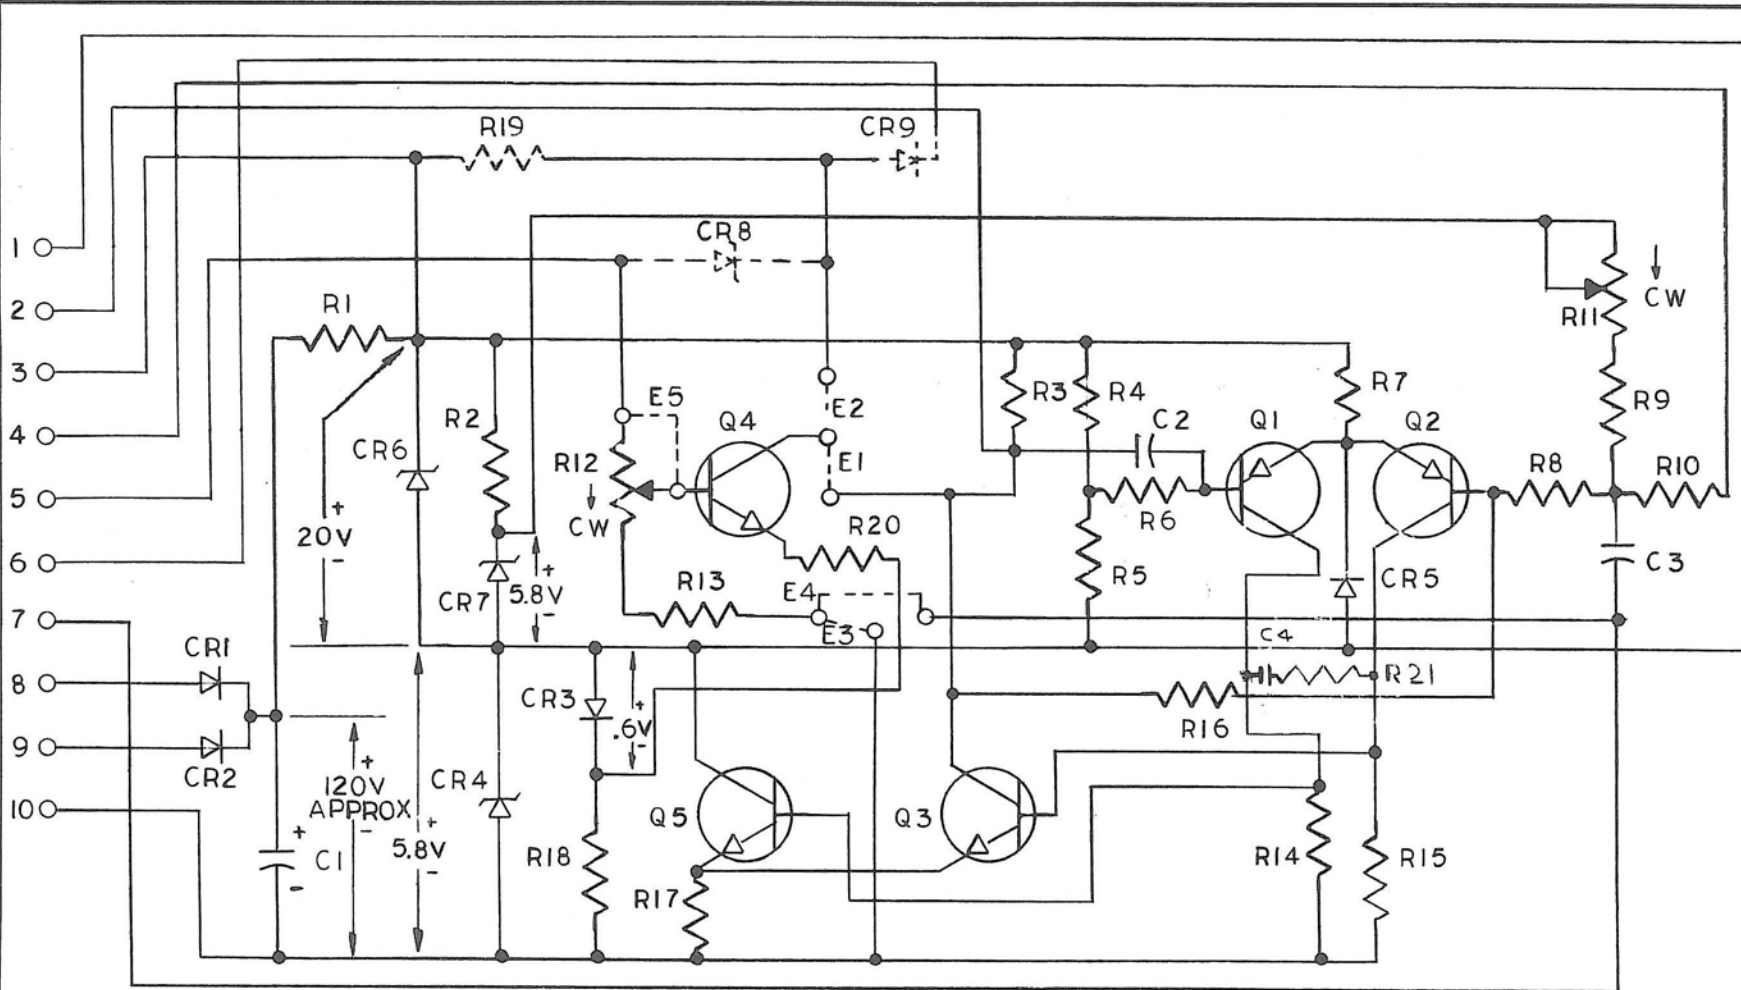 R19
CR9
CR8
1
2
3
4
5
6
7
8
9
10
R1
R2
CR6
+
20V
-
CR7
+
5.8V
-
E5
R12
CW
Q4
E2
E1
R20
R13
E4
E3
R3
R4
C2
R6
R5
Q1
R7
Q2
CR5
R8
R10
R9
R11
CW
C3
C4
R21
R16
CR1
CR2
CR3
+
.6V
-
CR4
+
120V
APPROX
-
+
5.8V
-
+
C1
-
R18
R17
Q5
Q3
R14
R15